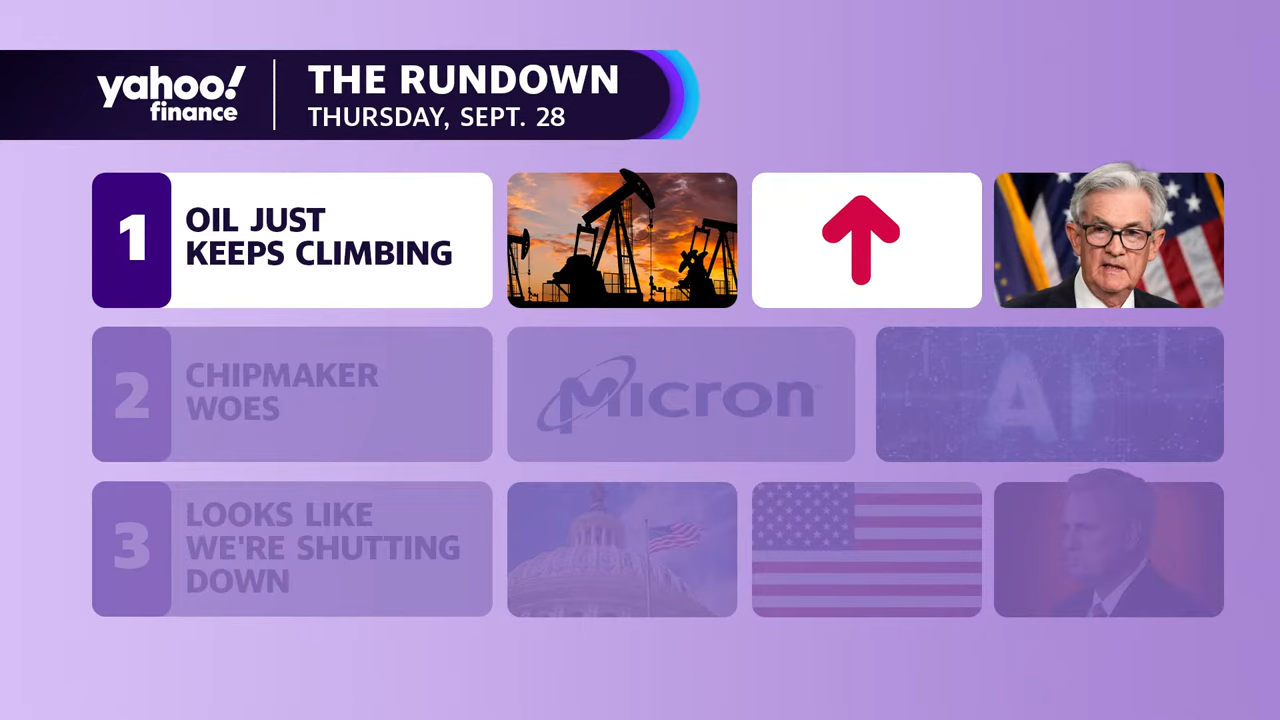 yahoo!
finance
THE RUNDOWN
THURSDAY, SEPT. 28
1
OIL JUST
KEEPS CLIMBING
2
CHIPMAKER
WOES
Micron
AI
3
LOOKS LIKE
WE'RE SHUTTING
DOWN